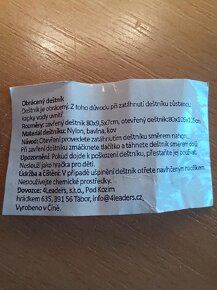 Obrácený deštník
Deštník je obrácený. Z toho důvodu při zatáhnutí deštníku zůstanou
kapky vody uvnitř.
Rozměry: zavřený deštník 80x9,5x7cm, otevřený deštník:80x105x105cm
Materiál deštníku: Nylon, bavlna, kov
Návod: Otevření provedete zatáhnutím deštníku směrem nahoru.
Při zavření deštníku zmáčknete tlačítko a táhnete deštník směrem dolů
Upozornění: Pokud dojde k poškození deštníku, přestaňte jej používat.
Neslouží jako hračka pro děti.
Údržba a čištění: V případě ušpinění deštník otřete navlhčeným hadříkem.
Nepoužívejte chemické prostředky.
Dovozce: 4leaders, s.r.o., Pod Kozím
hrádkem 635, 391 56 Tábor, info@4leaders.cz,
Vyrobeno v Číně.